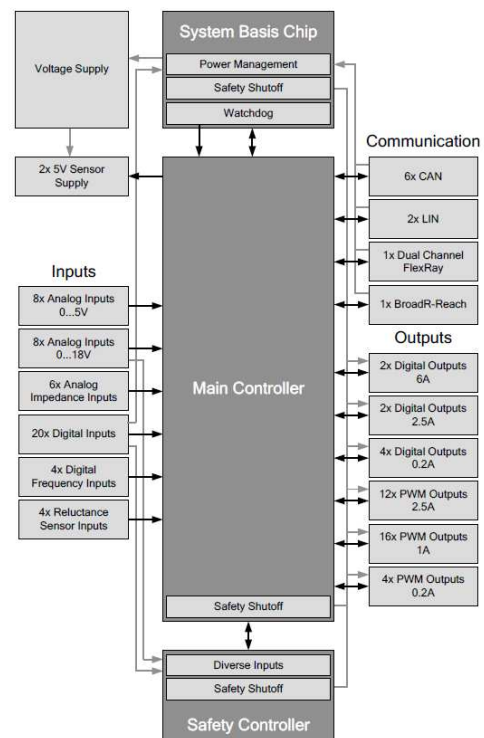 System Basis Chip
Voltage Supply
Power Management
Safety Shutoff
Watchdog
2x 5V Sensor
Supply
Communication
6x CAN
2x LIN
1x Dual Channel
FlexRay
1x BroadR-Reach
Inputs
8x Analog Inputs
0...5V
8x Analog Inputs
0...18V
6x Analog
Impedance Inputs
20x Digital Inputs
4x Digital
Frequency Inputs
4x Reluctance
Sensor Inputs
Main Controller
Safety Shutoff
Outputs
2x Digital Outputs
6A
2x Digital Outputs
2.5A
4x Digital Outputs
0.2A
12x PWM Outputs
2.5A
16x PWM Outputs
1A
4x PWM Outputs
0.2A
Diverse Inputs
Safety Shutoff
Safety Controller